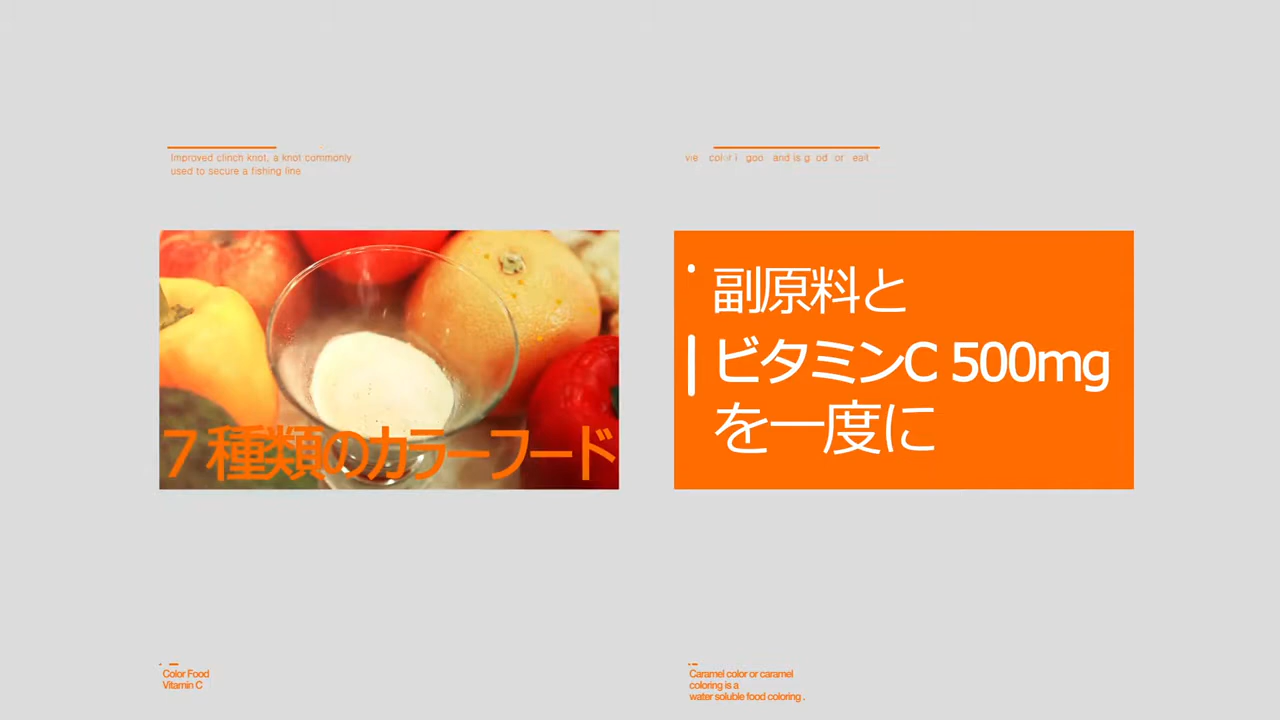 Improved clinch knot, a knot commonly
used to secure a fishing line
7種類のカラーフード
副原料と
ビタミンC 500mg
を一度に
Color Food
Vitamin C
Caramel color or caramel
coloring is a
water soluble food coloring .